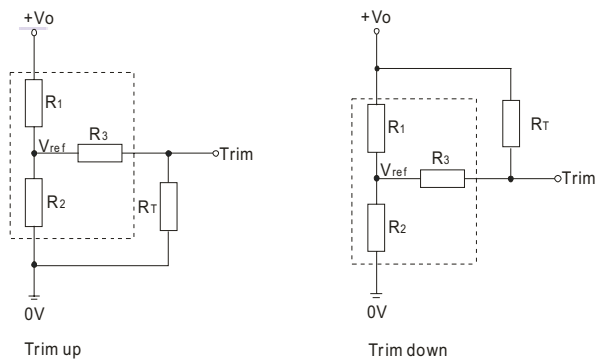 +Vo
R1
Vref
R3
Trim
R2
RT
0V
Trim up
+Vo
R1
RT
Vref
R3
Trim
R2
0V
Trim down